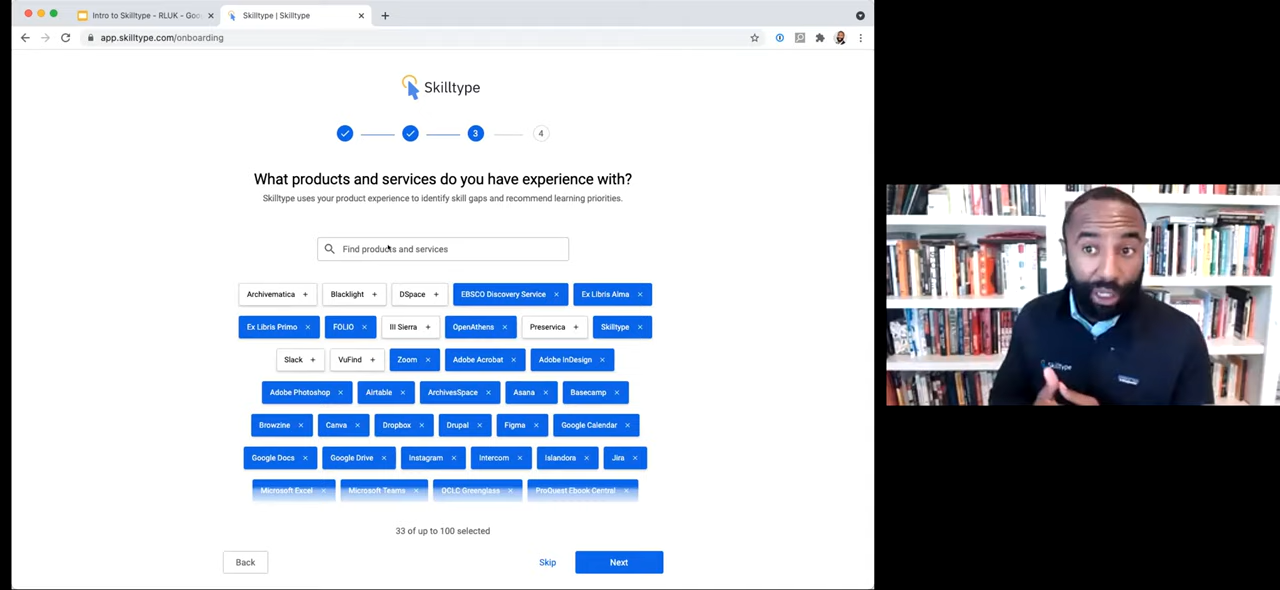 Intro to Skilltype - RLUK - Goo
Skilltype | Skilltype
app.skilltype.com/onboarding
Skilltype
3
4
What products and services do you have experience with?
Skilltype uses your product experience to identify skill gaps and recommend learning priorities.
Find products and services
Archivematica + Blacklight + DSpace + EBSCO Discovery Service × Ex Libris Alma ×
Ex Libris Primo × FOLIO × III Sierra + OpenAthens × Preservica + Skilltype ×
Slack + VuFind + Zoom × Adobe Acrobat × Adobe InDesign ×
Adobe Photoshop × Airtable × ArchivesSpace × Asana × Basecamp ×
Browzine × Canva × Dropbox × Drupal × Figma × Google Calendar ×
Google Docs × Google Drive × Instagram × Intercom × Islandora × Jira ×
Microsoft Excel × Microsoft Teams × OCLC Greenglass × ProQuest Ebook Central ×
33 of up to 100 selected
Back
Skip
Next
Skilltype